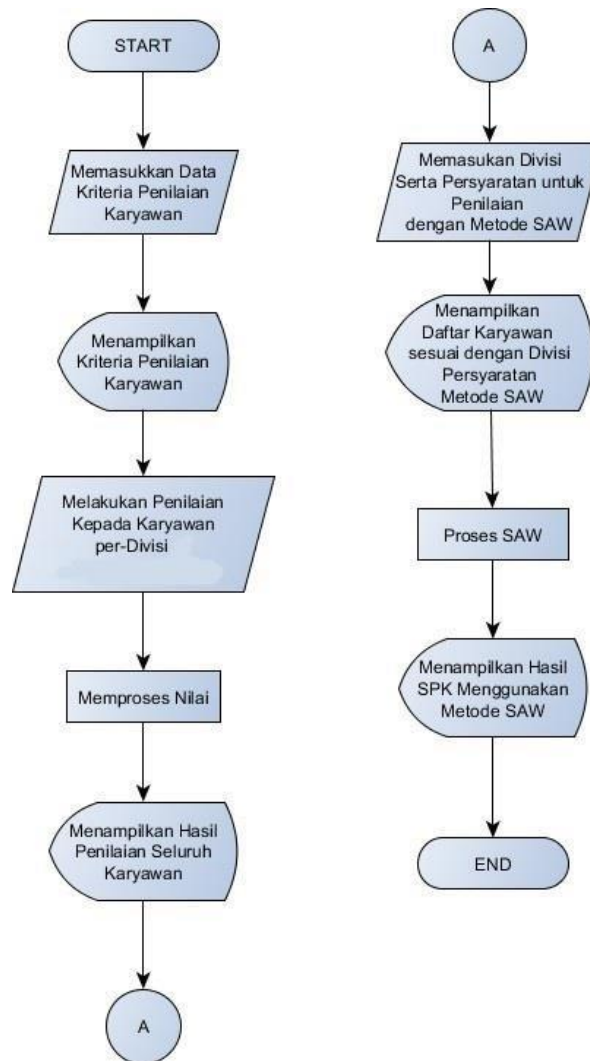 START
Memasukkan Data
Kriteria Penilaian
Karyawan
Menampilkan
Kriteria Penilaian
Karyawan
Melakukan Penilaian
Kepada Karyawan
per-Divisi
Memproses Nilai
Menampilkan Hasil
Penilaian Seluruh
Karyawan
A
A
Memasukan Divisi
Serta Persyaratan untuk
Penilaian
dengan Metode SAW
Menampilkan
Daftar Karyawan
sesuai dengan Divisi
Persyaratan
Metode SAW
Proses SAW
Menampilkan Hasil
SPK Menggunakan
Metode SAW
END